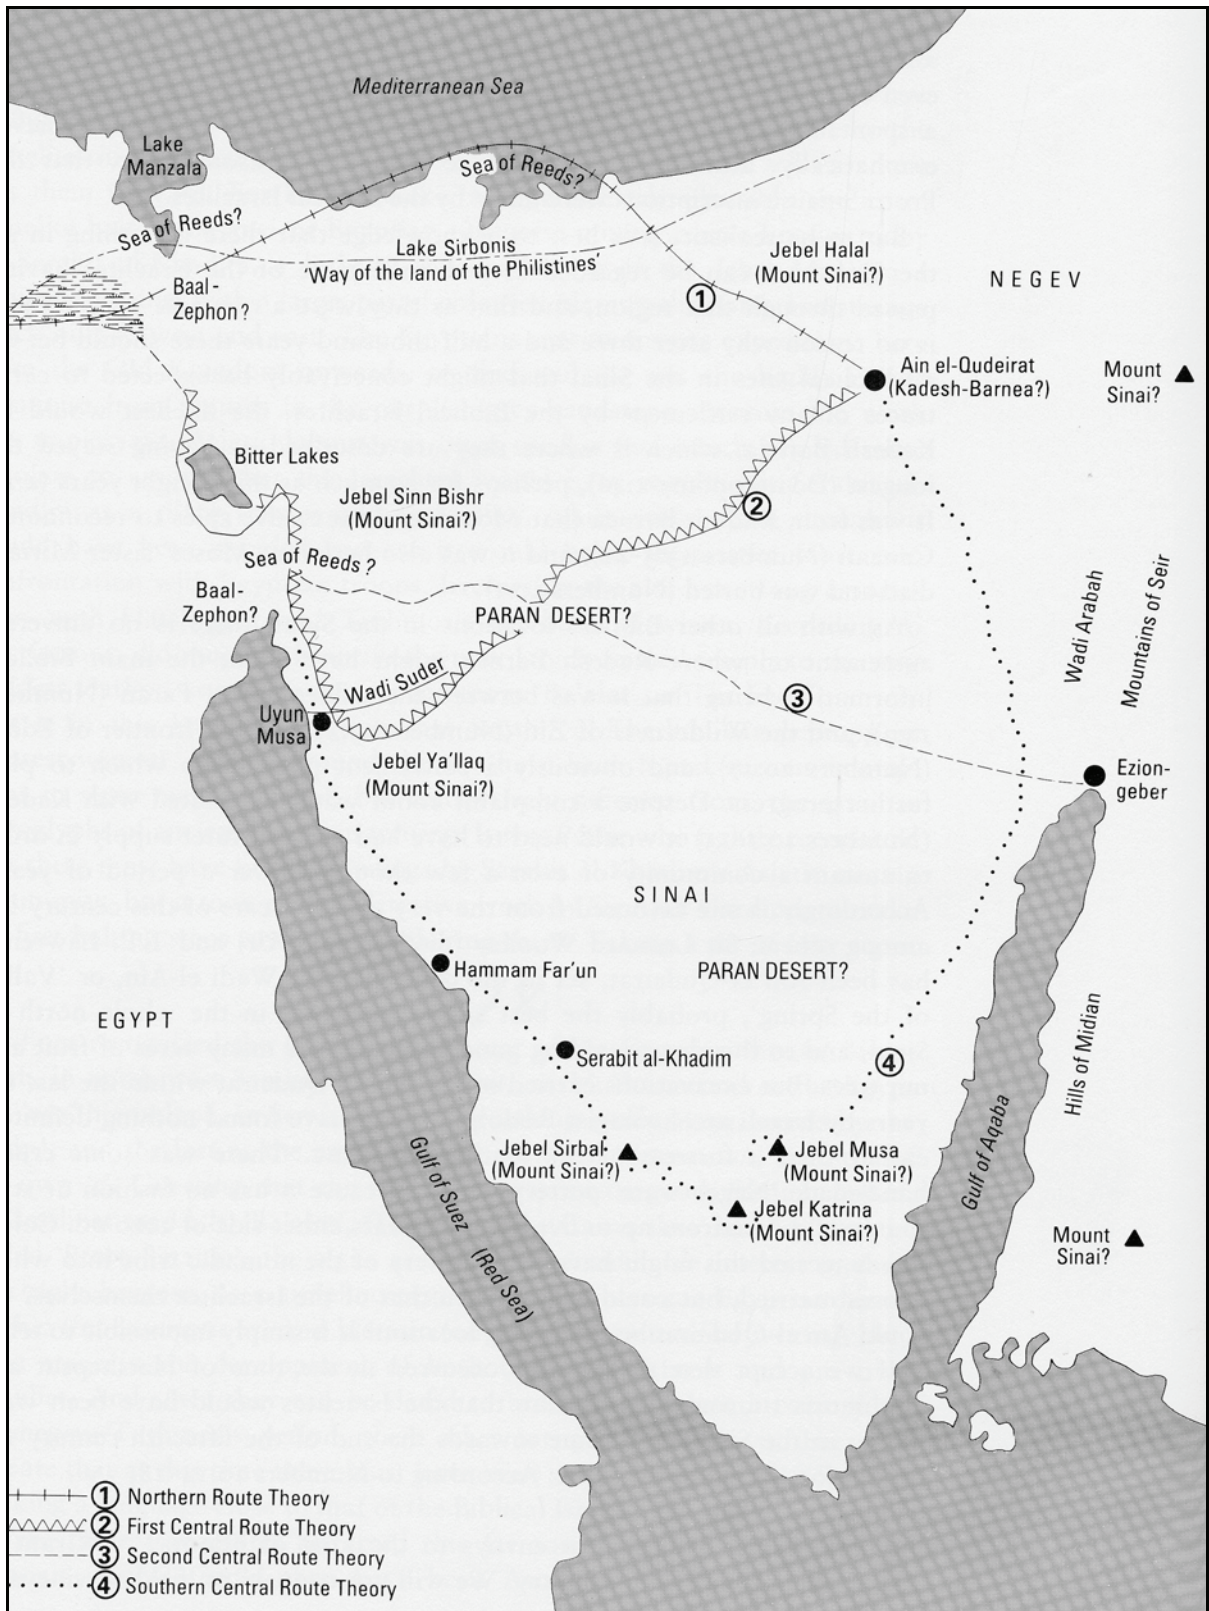 Mediterranean Sea
Lake
Manzala
Sea of Reeds?
Sea of Reeds?
Lake Sirbonis
'Way of the land of the Philistines'
Jebel Halal
(Mount Sinai?)
NEGEV
Baal-
Zephon?
1
Ain el-Qudeirat
(Kadesh-Barnea?)
Mount
Sinai?
Bitter Lakes
Jebel Sinn Bishr
(Mount Sinai?)
2
Sea of Reeds?
Baal-
Zephon?
PARAN DESERT?
Wadi Arabah
Mountains of Seir
Wadi Suder
3
Uyun
Musa
Jebel Ya'llaq
(Mount Sinai?)
Ezion-
geber
SINAI
Hammam Far'un
PARAN DESERT?
EGYPT
Serabit al-Khadim
4
Hills of Midian
Gulf of Aqaba
Jebel Sirbal
(Mount Sinai?)
Jebel Musa
(Mount Sinai?)
Jebel Katrina
(Mount Sinai?)
Gulf of Suez
(Red Sea)
Mount
Sinai?
1 Northern Route Theory
2 First Central Route Theory
3 Second Central Route Theory
4 Southern Central Route Theory